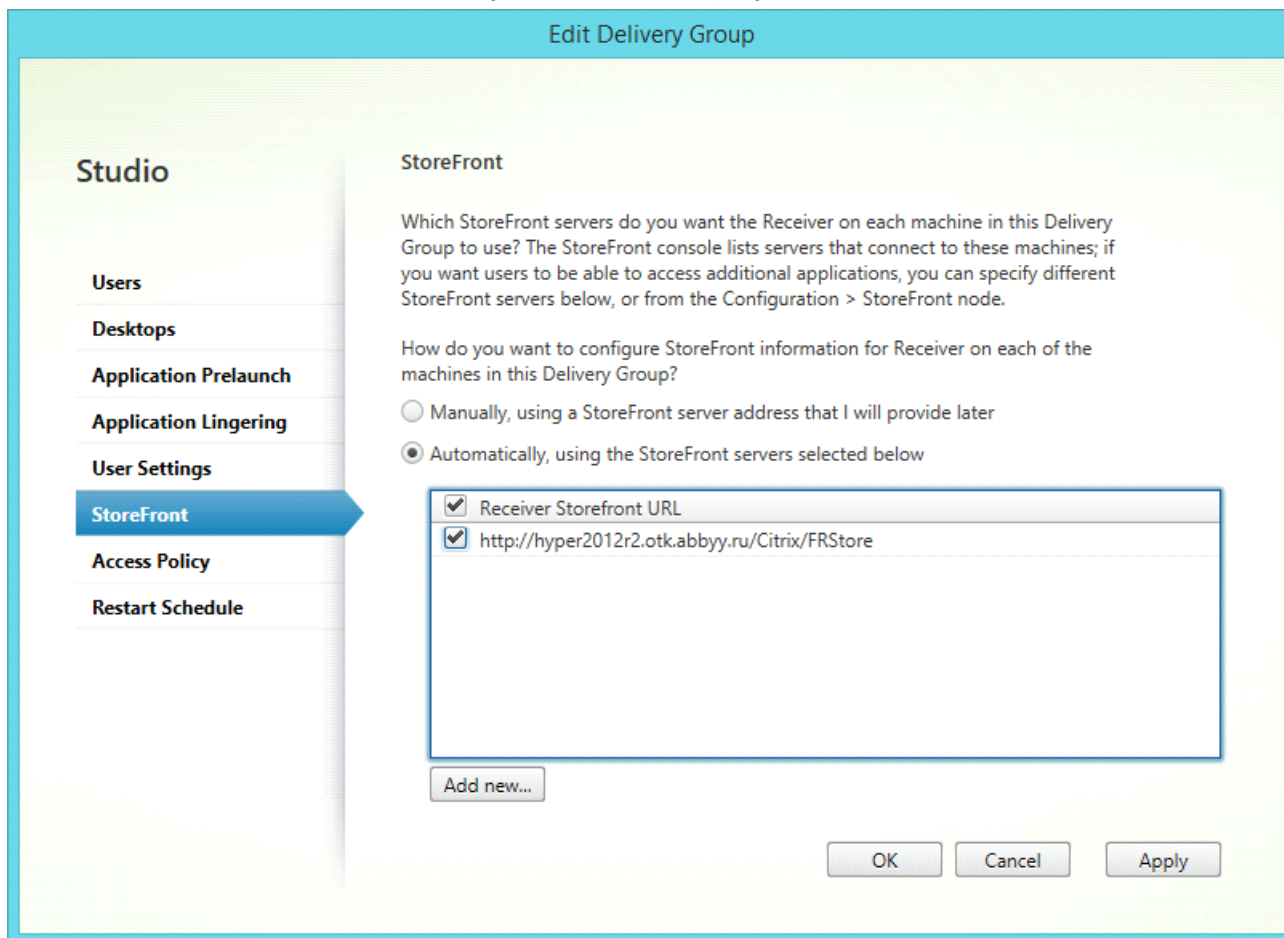 Edit Delivery Group
Studio
Users
Desktops
Application Prelaunch
Application Lingering
User Settings
StoreFront
Access Policy
Restart Schedule
StoreFront
Which StoreFront servers do you want the Receiver on each machine in this Delivery
Group to use? The StoreFront console lists servers that connect to these machines; if
you want users to be able to access additional applications, you can specify different
StoreFront servers below, or from the Configuration > StoreFront node.
How do you want to configure StoreFront information for Receiver on each of the
machines in this Delivery Group?
Manually, using a StoreFront server address that I will provide later
Automatically, using the StoreFront servers selected below
Receiver Storefront URL
http://hyper2012r2.otk.abbyy.ru/Citrix/FRStore
Add new...
OK
Cancel
Apply